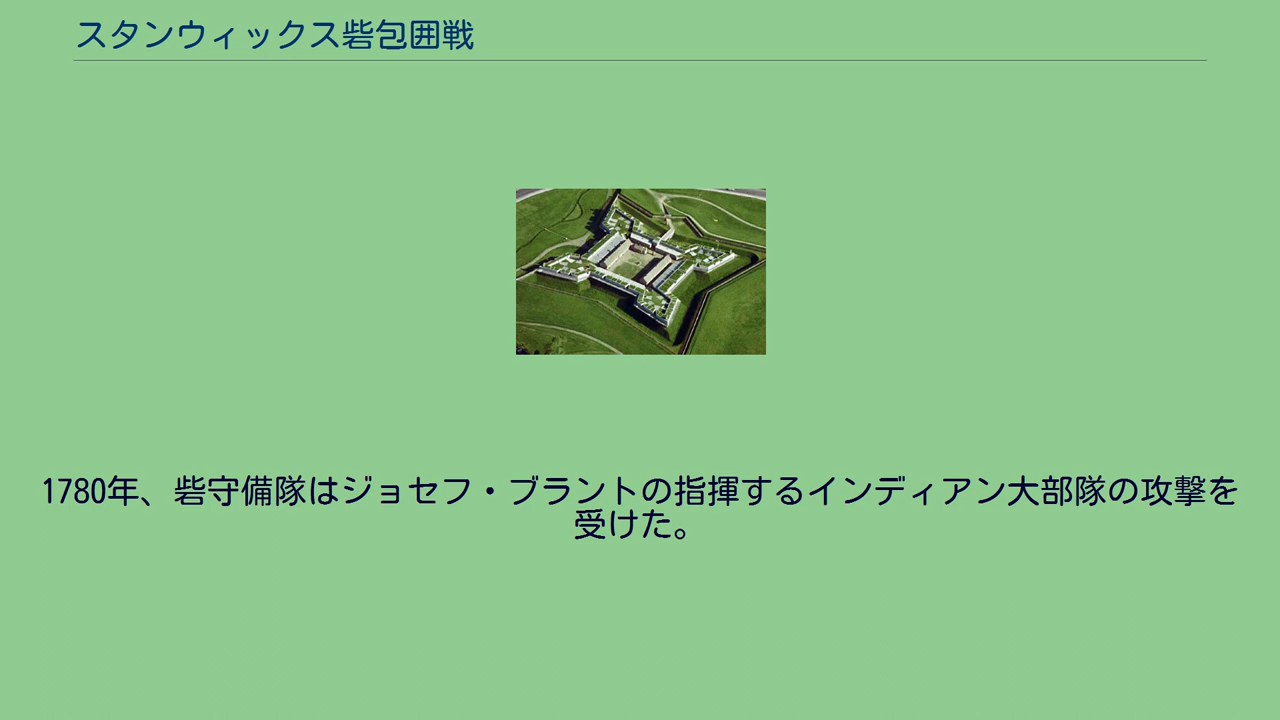 スタンウィックス砦包囲戦
1780年、砦守備隊はジョセフ・ブラントの指揮するインディアン大部隊の攻撃を
受けた。